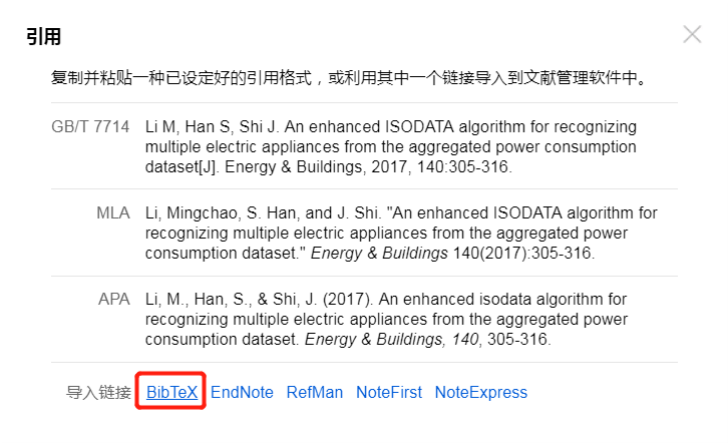 引用
复制并粘贴一种已设定好的引用格式，或利用其中一个链接导入到文献管理软件中。
GB/T 7714 Li M, Han S, Shi J. An enhanced ISODATA algorithm for recognizing
multiple electric appliances from the aggregated power consumption
dataset[J]. Energy & Buildings, 2017, 140:305-316.
MLA Li, Mingchao, S. Han, and J. Shi. "An enhanced ISODATA algorithm for
recognizing multiple electric appliances from the aggregated power
consumption dataset." Energy & Buildings 140(2017):305-316.
APA Li, M., Han, S., & Shi, J. (2017). An enhanced isodata algorithm for
recognizing multiple electric appliances from the aggregated power
consumption dataset. Energy & Buildings, 140, 305-316.
导入链接 BibTeX EndNote RefMan NoteFirst NoteExpress